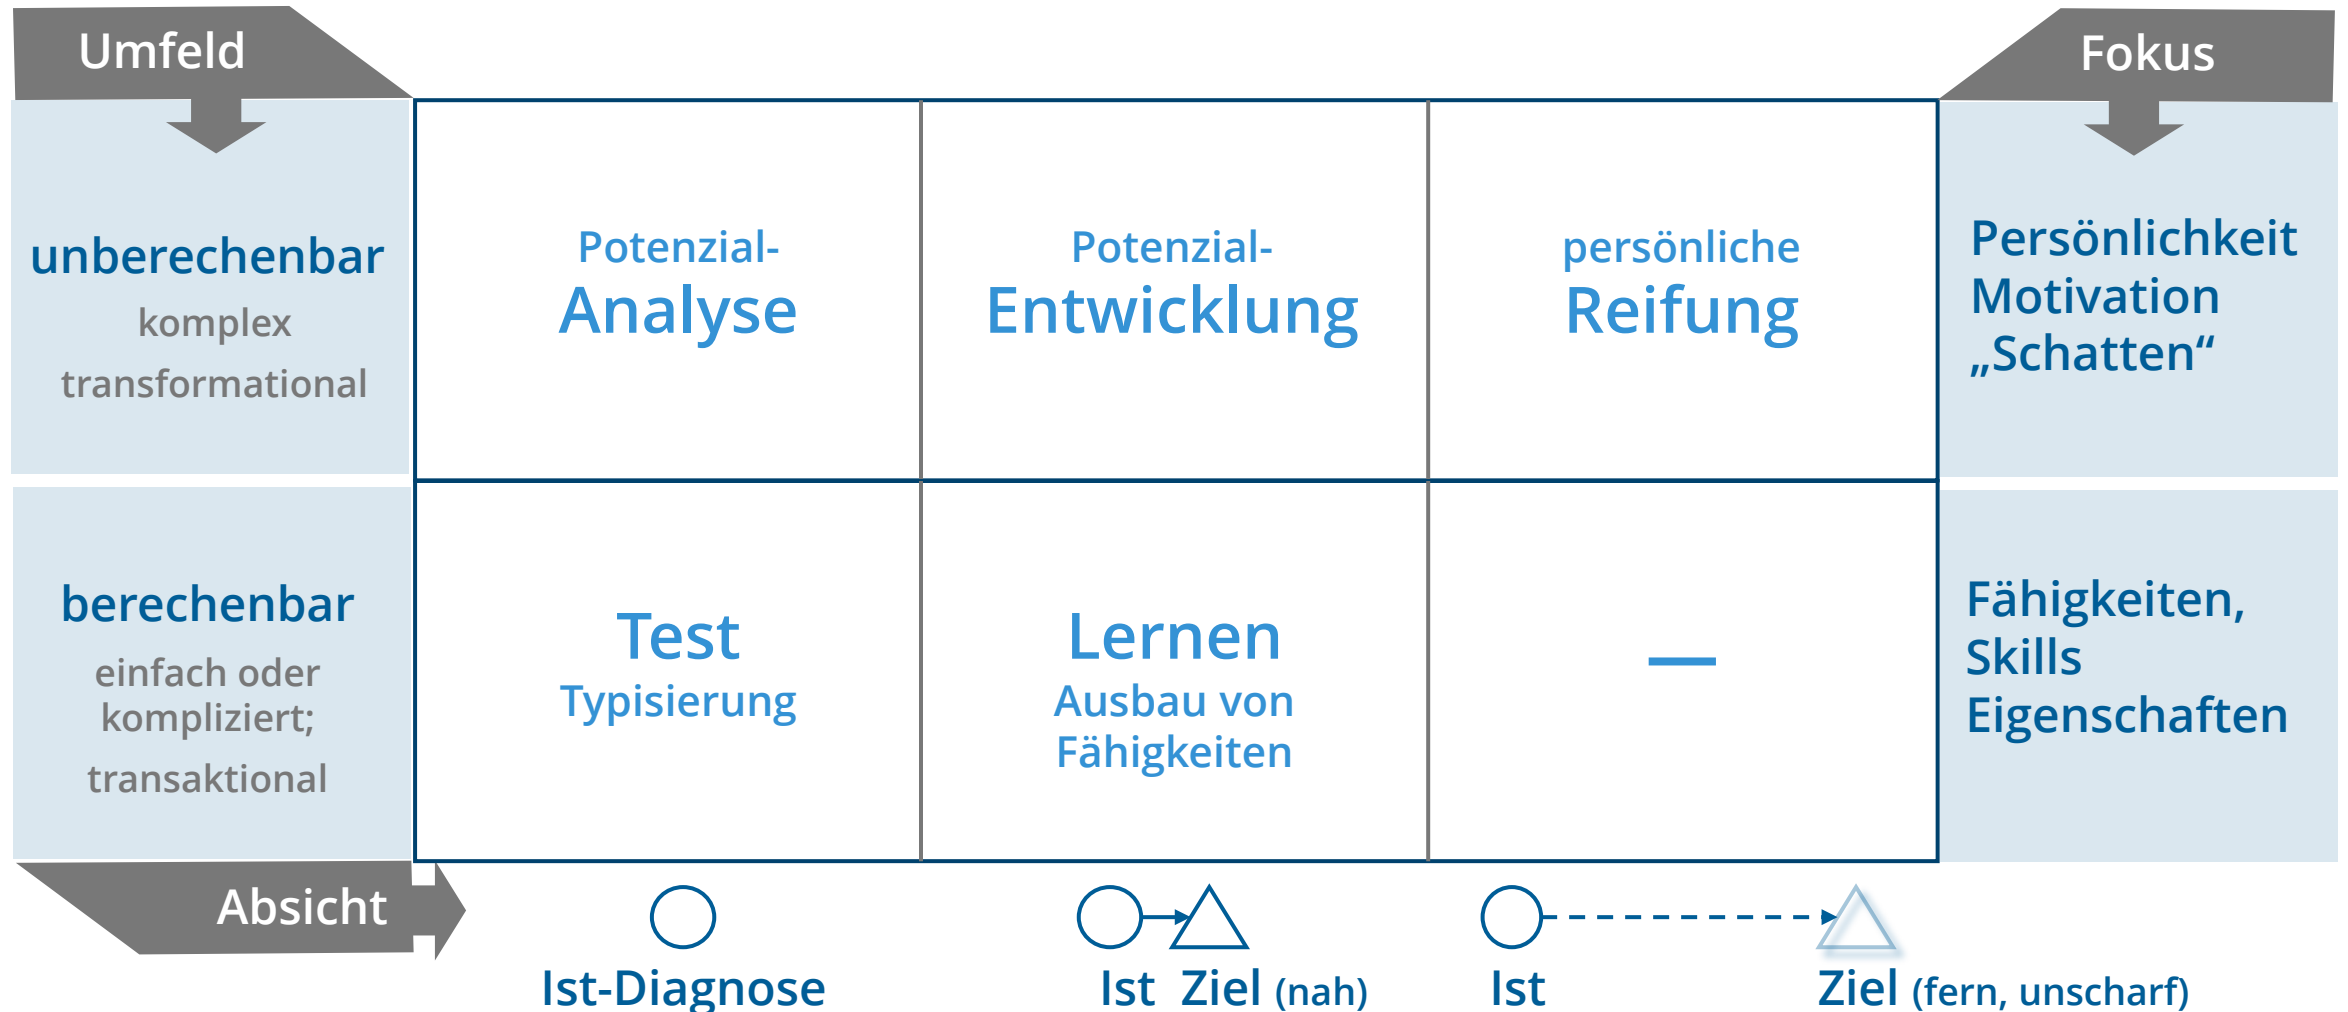 Umfeld
Fokus
unberechenbar
komplex
transformational
Potenzial-
Analyse
Potenzial-
Entwicklung
persönliche
Reifung
Persönlichkeit
Motivation
„Schatten“
berechenbar
einfach oder
kompliziert;
transaktional
Test
Typisierung
Lernen
Ausbau von
Fähigkeiten
—
Fähigkeiten,
Skills
Eigenschaften
Absicht
Ist-Diagnose
Ist Ziel (nah)
Ist
Ziel (fern, unscharf)